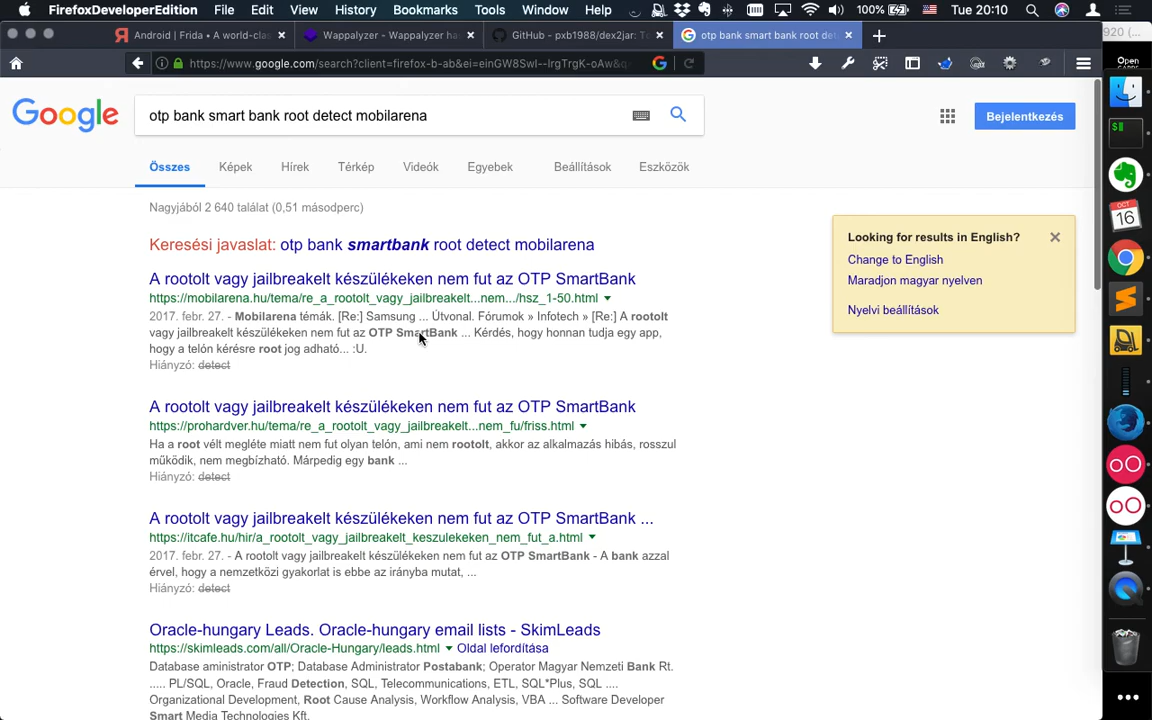 FirefoxDeveloperEdition File Edit View History Bookmarks Tools Window Help 100% Tue 20:10
Android | Frida • A world-clas
Wappalyzer - Wappalyzer ha
GitHub - pxb1988/dex2jar: To
otp bank smart bank root det
920 (...
https://www.google.com/search?client=firefox-b-ab&ei=einGW8SwI--lrgTrgK-oAw&q=
Open
Google
otp bank smart bank root detect mobilarena
Bejelentkezés
$
Összes Képek Hírek Térkép Videók Egyebek Beállítások Eszközök
Nagyjából 2 640 találat (0,51 másodperc)
OCT
16
Keresési javaslat: otp bank smartbank root detect mobilarena
Looking for results in English?
Change to English
Maradjon magyar nyelven
Nyelvi beállítások
A rootolt vagy jailbreakelt készülékeken nem fut az OTP SmartBank
https://mobilarena.hu/tema/re_a_rootolt_vagy_jailbreakelt...nem.../hsz_1-50.html
2017. febr. 27. - Mobilarena témák. [Re:] Samsung ... Útvonal. Fórumok » Infotech » [Re:] A rootolt
vagy jailbreakelt készülékeken nem fut az OTP SmartBank ... Kérdés, hogy honnan tudja egy app,
hogy a telón kérésre root jog adható... :U.
Hiányzó: detect
A rootolt vagy jailbreakelt készülékeken nem fut az OTP SmartBank
https://prohardver.hu/tema/re_a_rootolt_vagy_jailbreakelt...nem_fu/friss.html
Ha a root vélt megléte miatt nem fut olyan telón, ami nem rootolt, akkor az alkalmazás hibás, rosszul
működik, nem megbízható. Márpedig egy bank ...
Hiányzó: detect
A rootolt vagy jailbreakelt készülékeken nem fut az OTP SmartBank ...
https://itcafe.hu/hir/a_rootolt_vagy_jailbreakelt_keszulekeken_nem_fut_a.html
2017. febr. 27. - A rootolt vagy jailbreakelt készülékeken nem fut az OTP SmartBank - A bank azzal
érvel, hogy a nemzetközi gyakorlat is ebbe az irányba mutat, ...
Hiányzó: detect
Oracle-hungary Leads. Oracle-hungary email lists - SkimLeads
https://skimleads.com/all/Oracle-Hungary/leads.html Oldal lefordítása
Database aministrator OTP; Database Administrator Postabank; Operator Magyar Nemzeti Bank Rt.
..... PL/SQL, Oracle, Fraud Detection, SQL, Telecommunications, ETL, SQL*Plus, SQL ....
Organizational Development, Root Cause Analysis, Workflow Analysis, VBA ... Software Developer
Smart Media Technologies Kft.